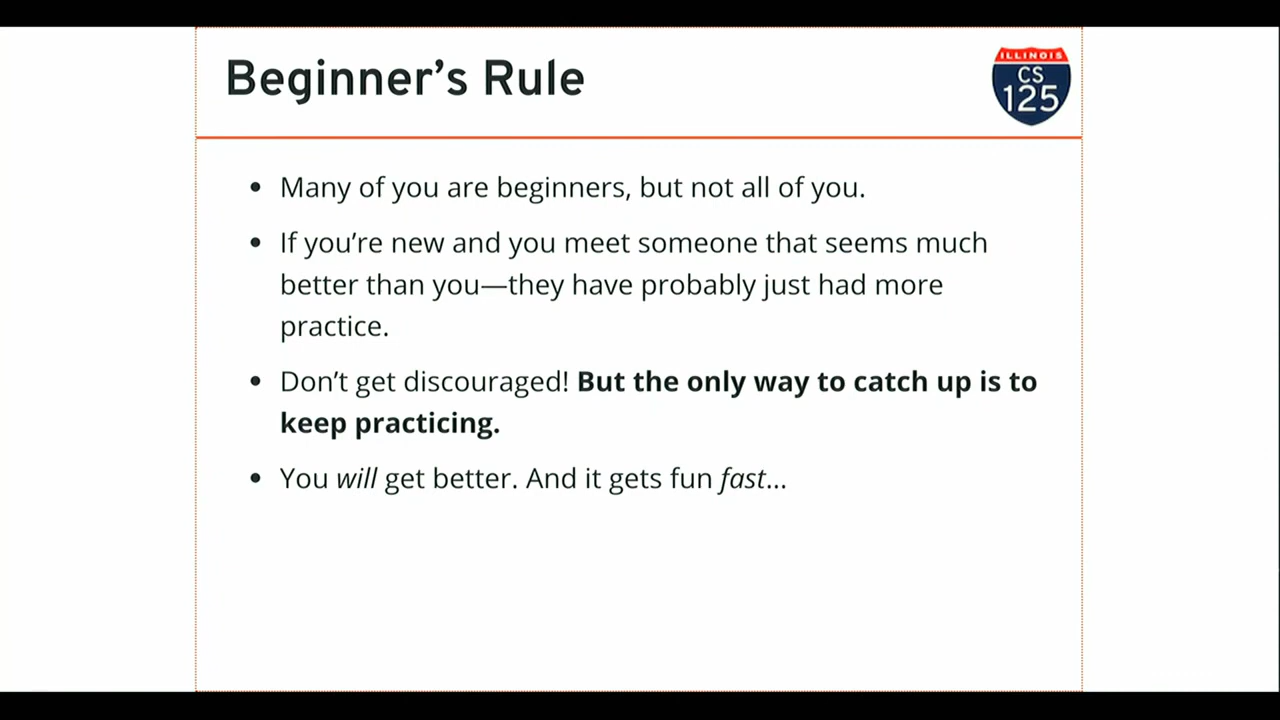 Beginner’s Rule
ILLINOIS
CS
125
Many of you are beginners, but not all of you.
If you’re new and you meet someone that seems much
better than you—they have probably just had more
practice.
Don’t get discouraged! But the only way to catch up is to
keep practicing.
You will get better. And it gets fun fast…